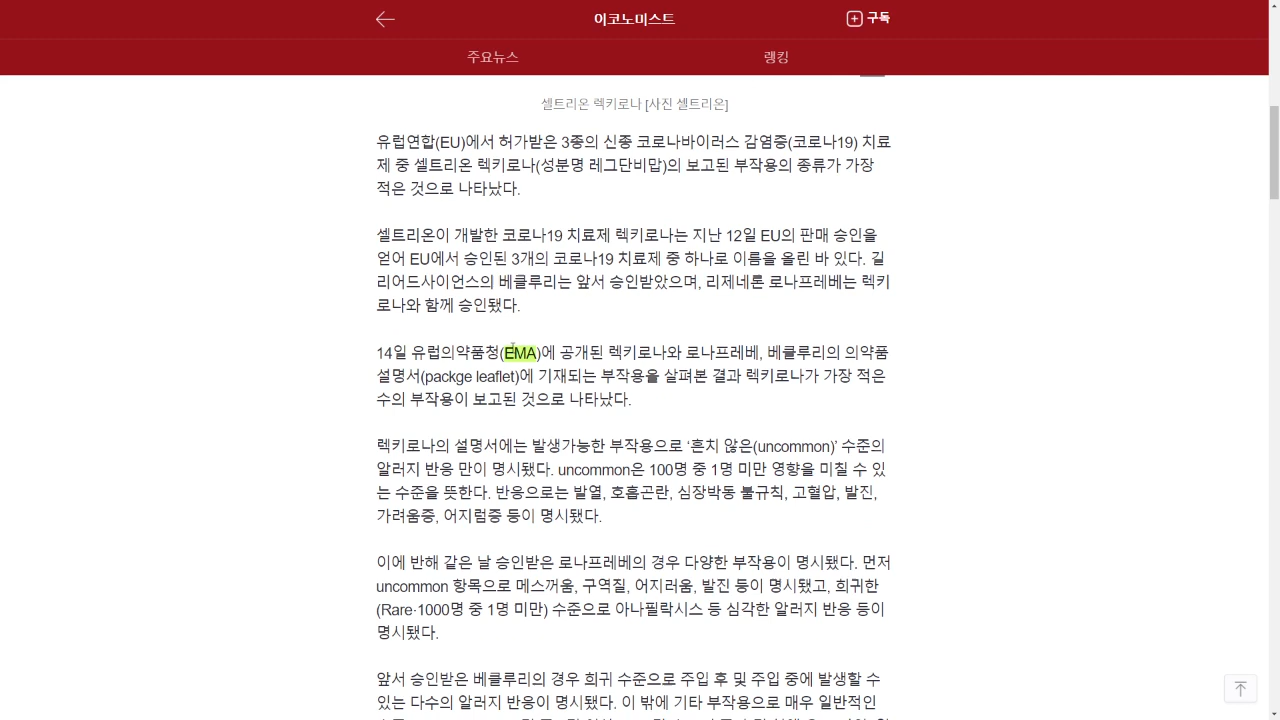 이코노미스트
구독
주요뉴스
랭킹
셀트리온 렉키로나 [사진 셀트리온]
유럽연합(EU)에서 허가받은 3종의 신종 코로나바이러스 감염증(코로나19) 치료
제 중 셀트리온 렉키로나(성분명 레그단비맙)의 보고된 부작용의 종류가 가장
적은 것으로 나타났다.
셀트리온이 개발한 코로나19 치료제 렉키로나는 지난 12일 EU의 판매 승인을
얻어 EU에서 승인된 3개의 코로나19 치료제 중 하나로 이름을 올린 바 있다. 길
리어드사이언스의 베클루리는 앞서 승인받았으며, 리제네론 로나프레베는 렉키
로나와 함께 승인됐다.
14일 유럽의약품청(EMA)에 공개된 렉키로나와 로나프레베, 베클루리의 의약품
설명서(packge leaflet)에 기재되는 부작용을 살펴본 결과 렉키로나가 가장 적은
수의 부작용이 보고된 것으로 나타났다.
렉키로나의 설명서에는 발생가능한 부작용으로 ‘흔치 않은(uncommon)’ 수준의
알러지 반응 만이 명시됐다. uncommon은 100명 중 1명 미만 영향을 미칠 수 있
는 수준을 뜻한다. 반응으로는 발열, 호흡곤란, 심장박동 불규칙, 고혈압, 발진,
가려움증, 어지럼증 등이 명시됐다.
이에 반해 같은 날 승인받은 로나프레베의 경우 다양한 부작용이 명시됐다. 먼저
uncommon 항목으로 메스꺼움, 구역질, 어지러움, 발진 등이 명시됐고, 희귀한
(Rare·1000명 중 1명 미만) 수준으로 아나필락시스 등 심각한 알러지 반응 등이
명시됐다.
앞서 승인받은 베클루리의 경우 희귀 수준으로 주입 후 및 주입 중에 발생할 수
있는 다수의 알러지 반응이 명시됐다. 이 밖에 기타 부작용으로 매우 일반적인